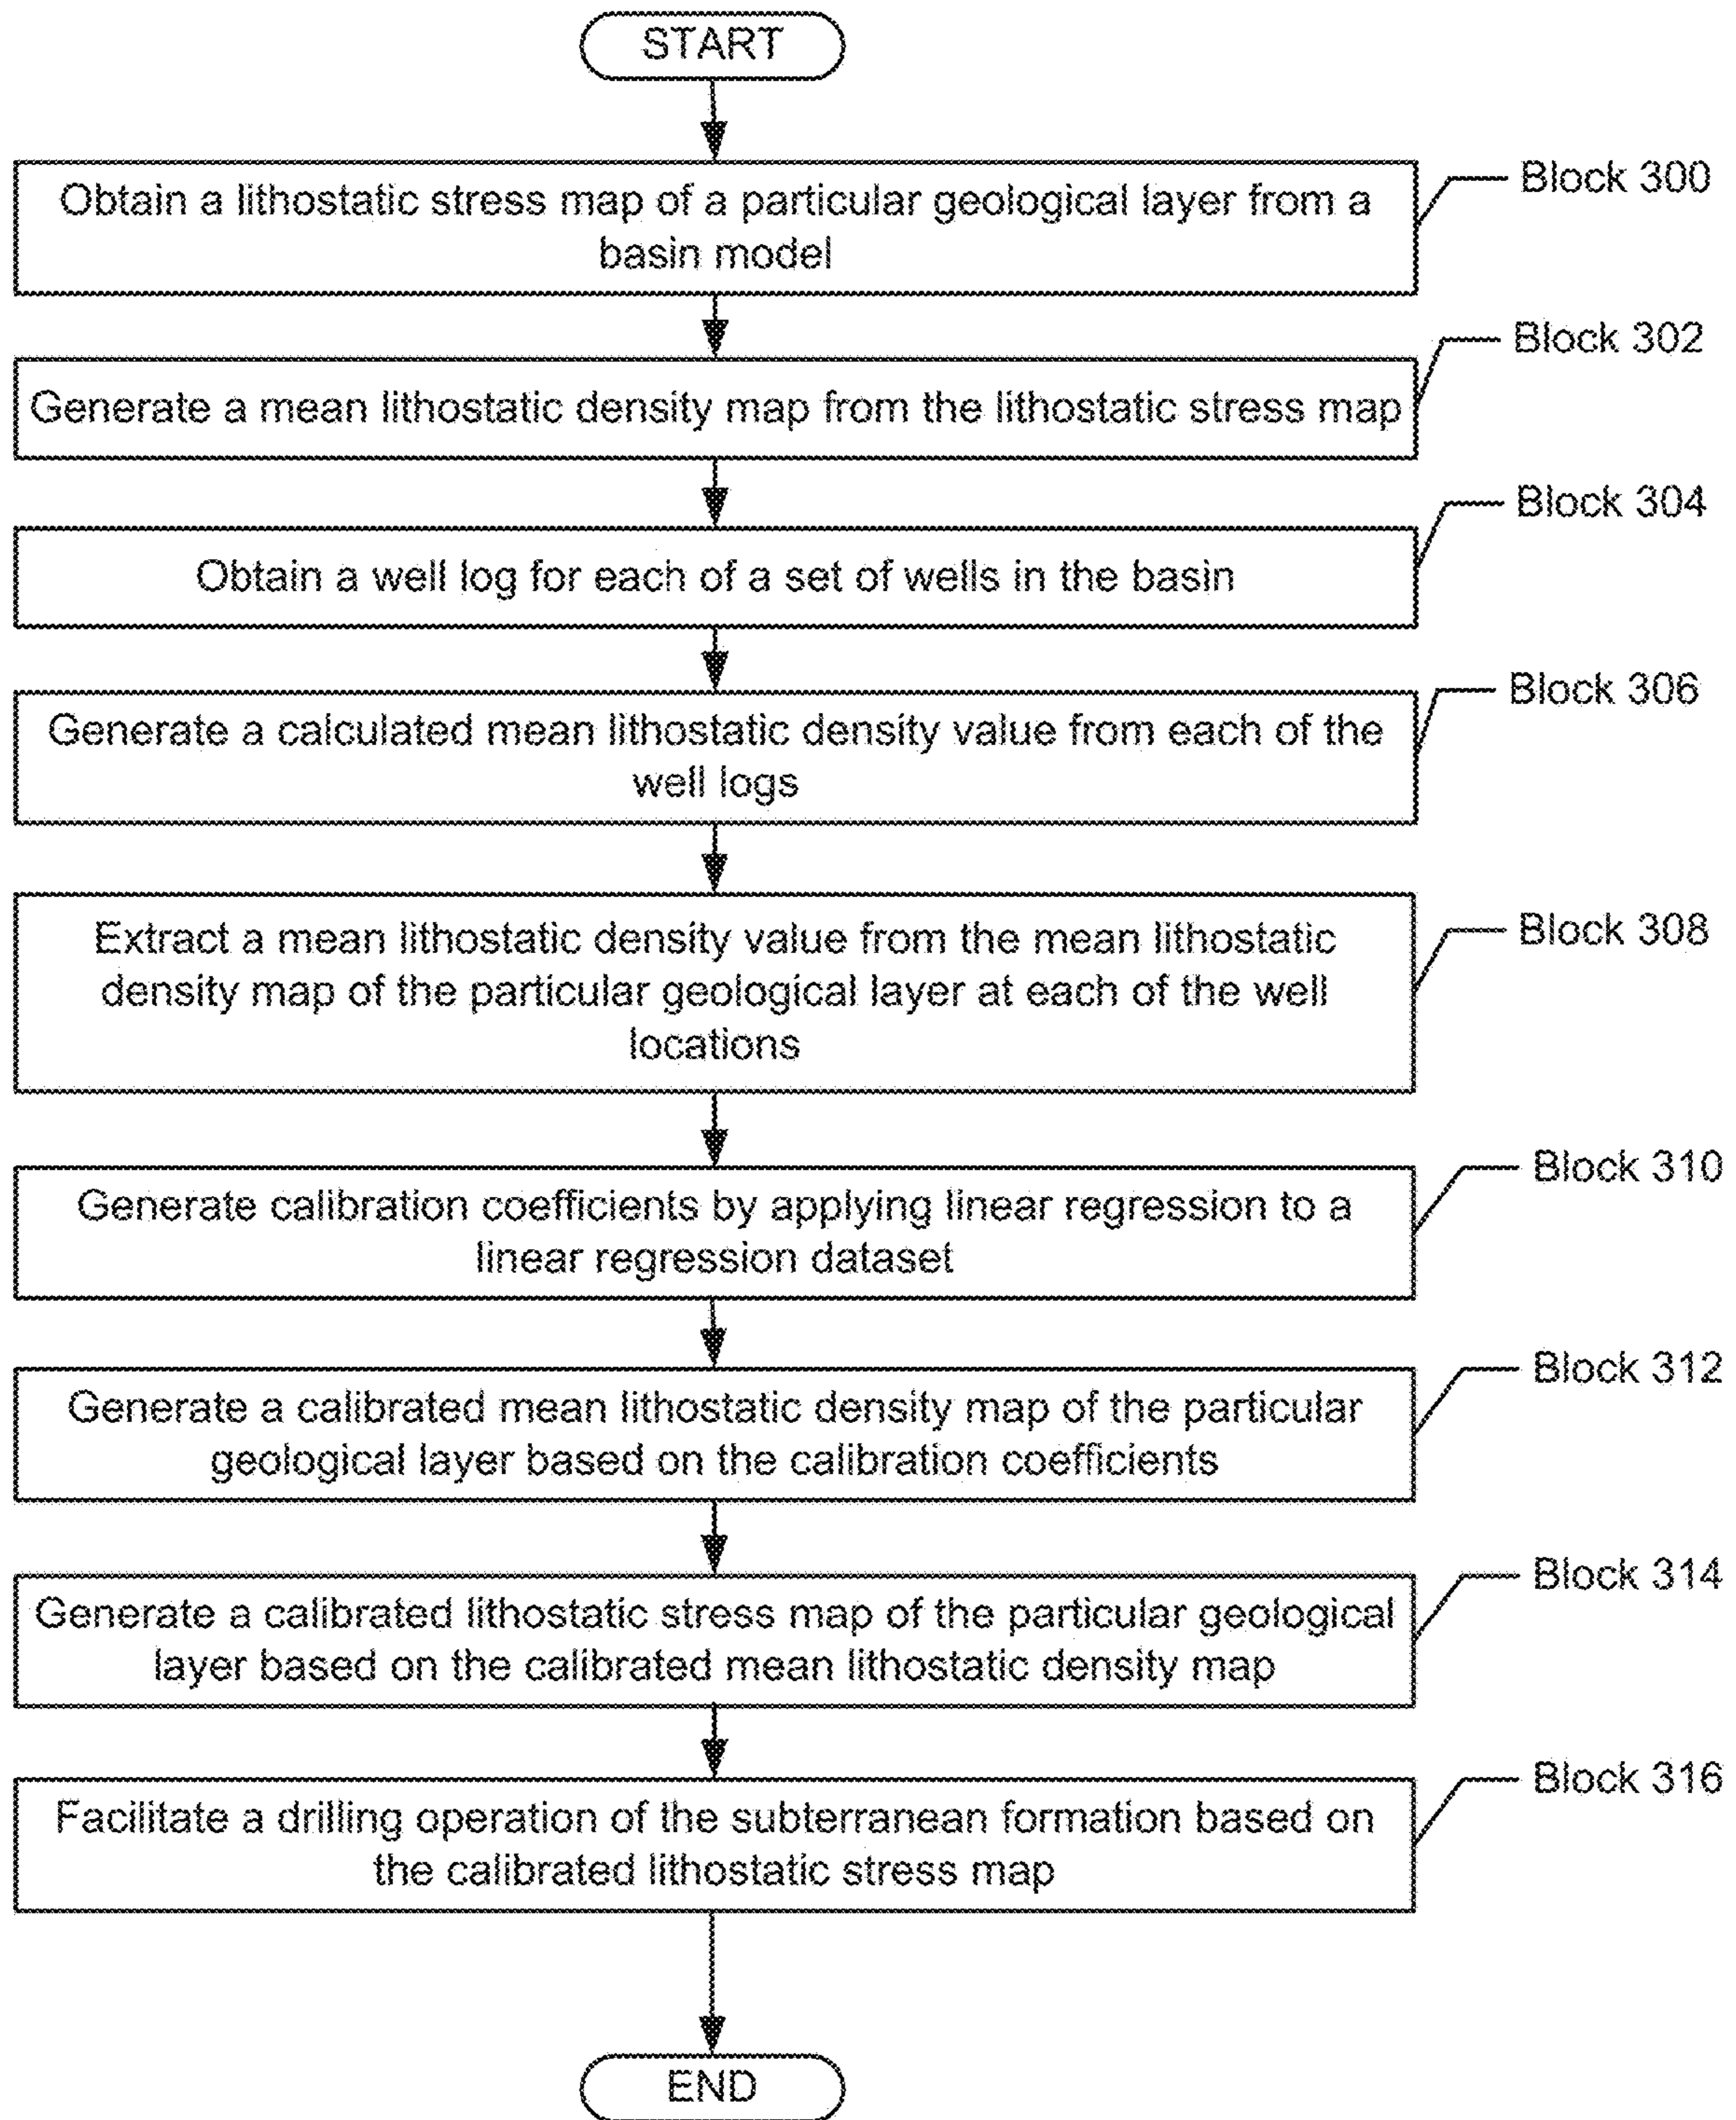 START
Obtain a lithostatic stress map of a particular geological layer from a
basin model
Block 300
Generate a mean lithostatic density map from the lithostatic stress map
Block 302
Obtain a well log for each of a set of wells in the basin
Block 304
Generate a calculated mean lithostatic density value from each of the
well logs
Block 306
Extract a mean lithostatic density value from the mean lithostatic
density map of the particular geological layer at each of the well
locations
Block 308
Generate calibration coefficients by applying linear regression to a
linear regression dataset
Block 310
Generate a calibrated mean lithostatic density map of the particular
geological layer based on the calibration coefficients
Block 312
Generate a calibrated lithostatic stress map of the particular geological
layer based on the calibrated mean lithostatic density map
Block 314
Facilitate a drilling operation of the subterranean formation based on
the calibrated lithostatic stress map
Block 316
END